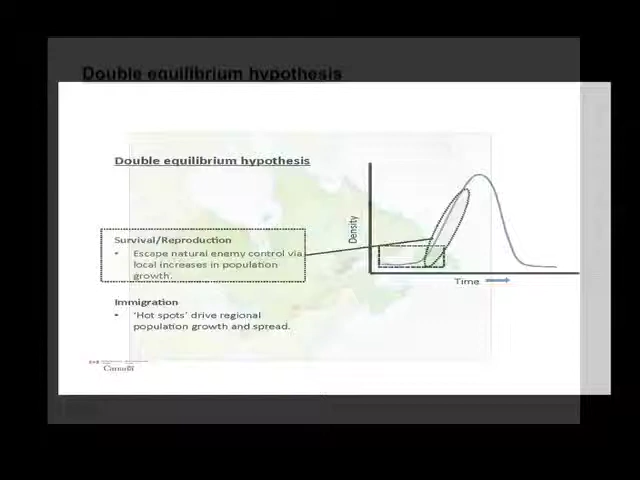 Double equilibrium hypothesis
Double equilibrium hypothesis
Survival/Reproduction
• Escape natural enemy control via
local increases in population
growth.
Immigration
• 'Hot spots' drive regional
population growth and spread.
Density
Time
Canada